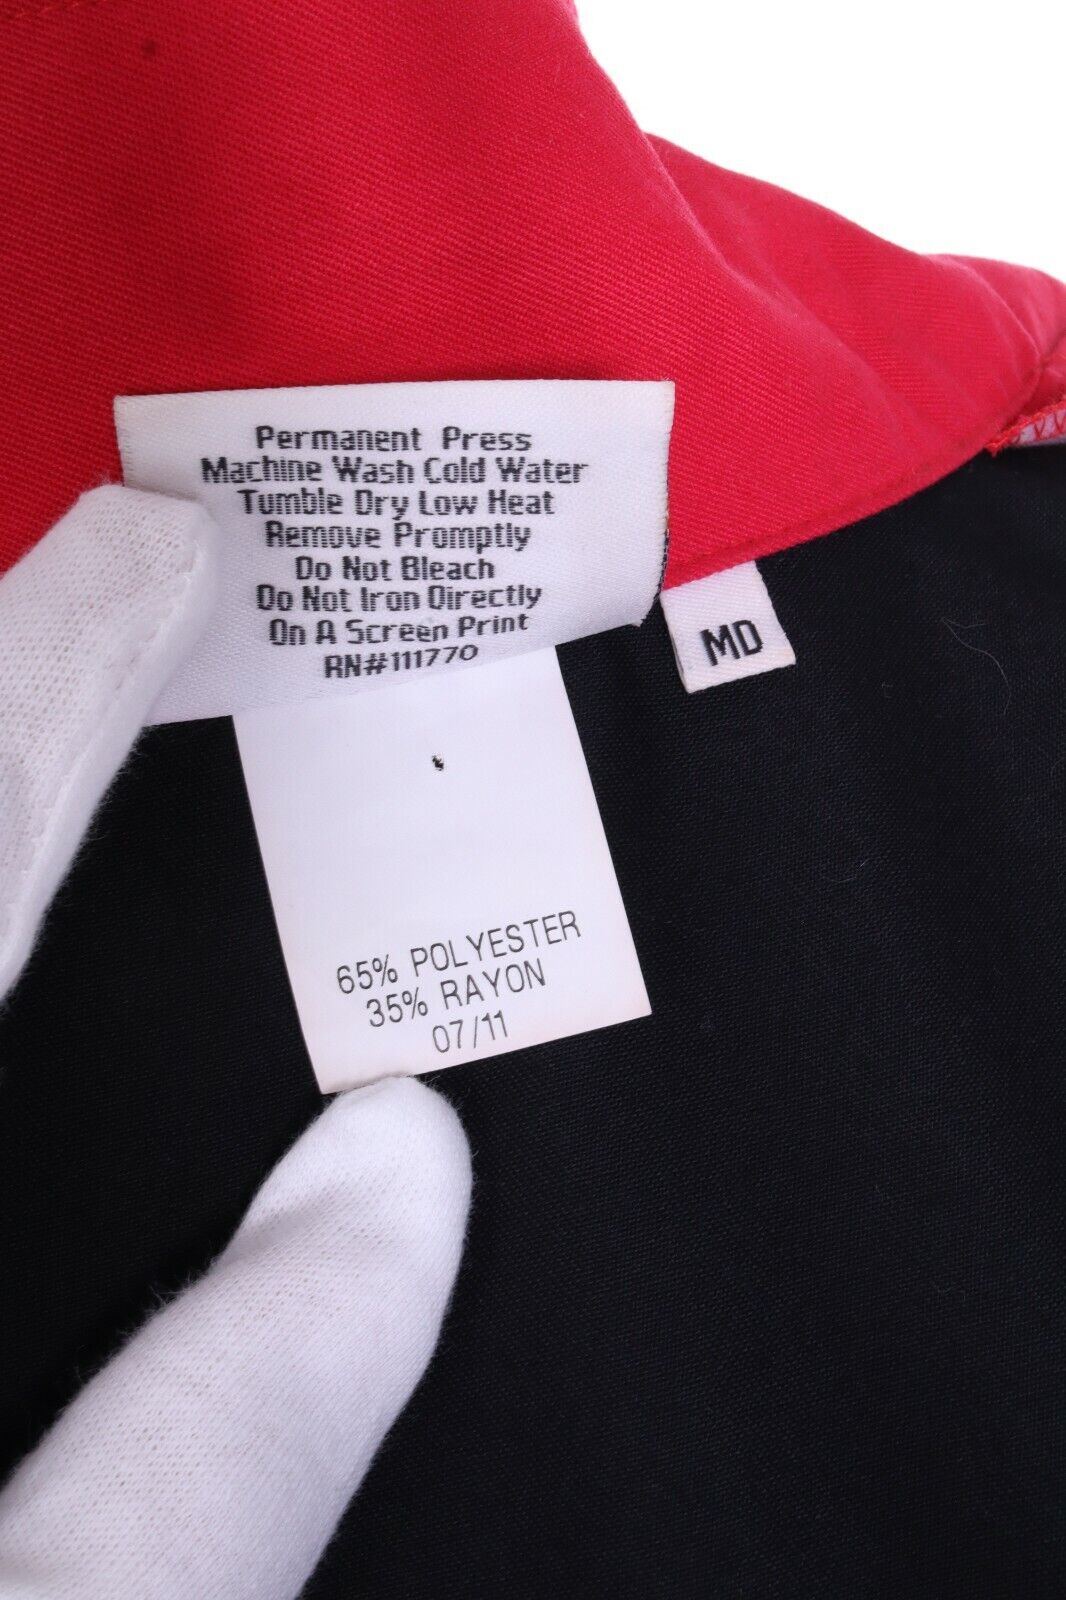 Permanent Press
Machine Wash Cold Water
Tumble Dry Low Heat
Remove Promptly
Do Not Bleach
Do Not Iron Directly
On A Screen Print
RN#111770
MD
65% POLYESTER
35% RAYON
07/11